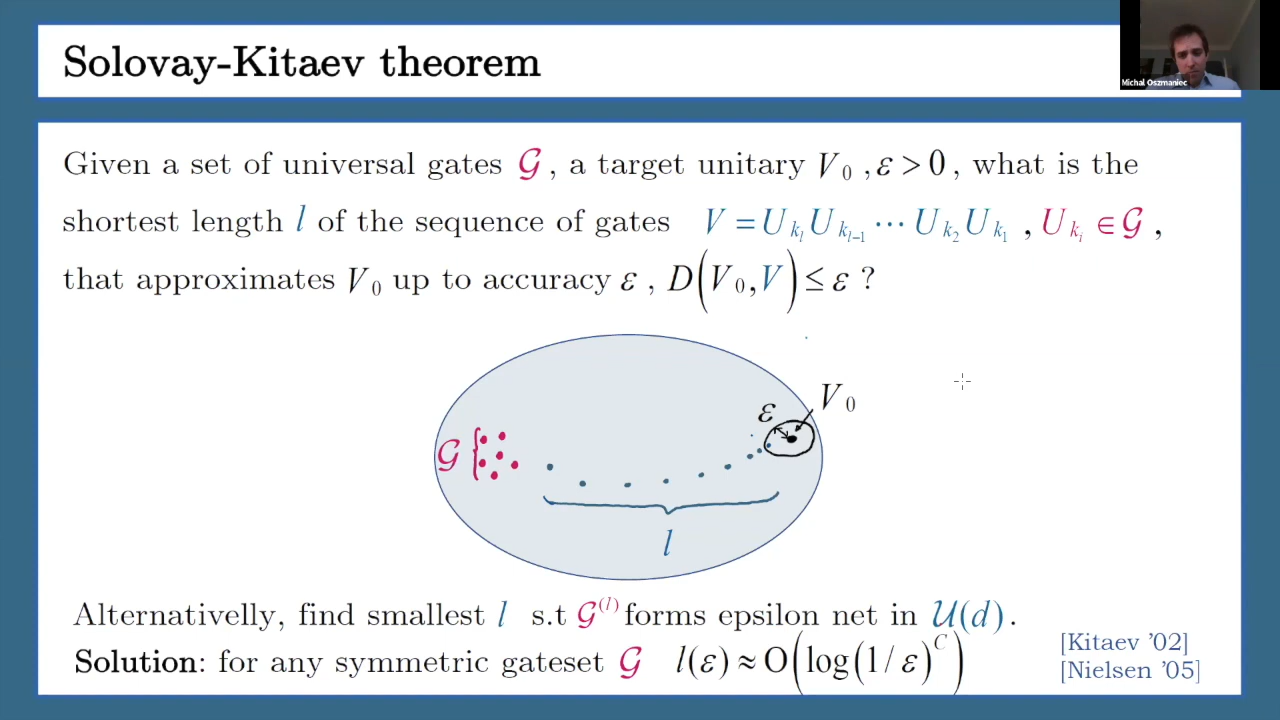 Solovay-Kitaev theorem
Michal Oszmaniec
Given a set of universal gates 𝒢, a target unitary V₀, ε > 0, what is the
shortest length l of the sequence of gates V = U_{k_l} U_{k_{l-1}} ⋯ U_{k_2} U_{k_1}, U_{k_i} ∈ 𝒢,
that approximates V₀ up to accuracy ε, D(V₀, V) ≤ ε ?
V₀
ε
𝒢
l
Alternativelly, find smallest l s.t 𝒢^{(l)} forms epsilon net in 𝒰(d).
Solution: for any symmetric gateset 𝒢 l(ε) ≈ O(log(1/ε)^C)
[Kitaev '02]
[Nielsen '05]